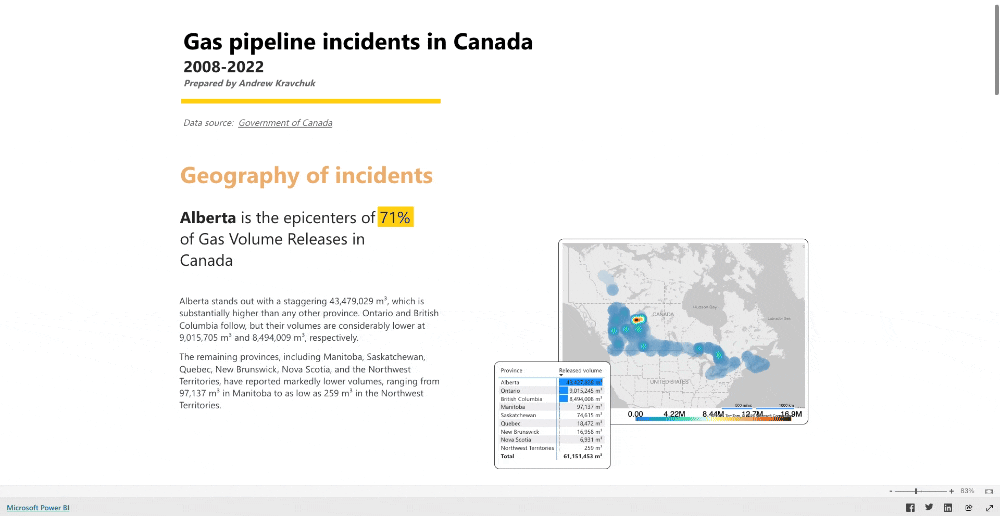 Gas pipeline incidents in Canada
2008-2022
Prepared by Andrew Kravchuk
Data source: Government of Canada
Geography of incidents
Alberta is the epicenters of 71%
of Gas Volume Releases in
Canada
Alberta stands out with a staggering 43,479,029 m³, which is
substantially higher than any other province. Ontario and British
Columbia follow, but their volumes are considerably lower at
9,015,705 m³ and 8,494,009 m³, respectively.
The remaining provinces, including Manitoba, Saskatchewan,
Quebec, New Brunswick, Nova Scotia, and the Northwest
Territories, have reported markedly lower volumes, ranging from
97,137 m³ in Manitoba to as low as 259 m³ in the Northwest
Territories.
CANADA
Hudson Bay
Labrador Sea
UNITED STATES
0.00 4.22M 8.44M 12.7M 16.9M
Province Released volume
Alberta
Ontario 9,015,245 m³
British Columbia 8,494,008 m³
Manitoba 97,137 m³
Saskatchewan 74,615 m³
Quebec 18,472 m³
New Brunswick 16,958 m³
Nova Scotia 6,931 m³
Northwest Territories 259 m³
Total 61,151,453 m³
- + 83%
Microsoft Power BI